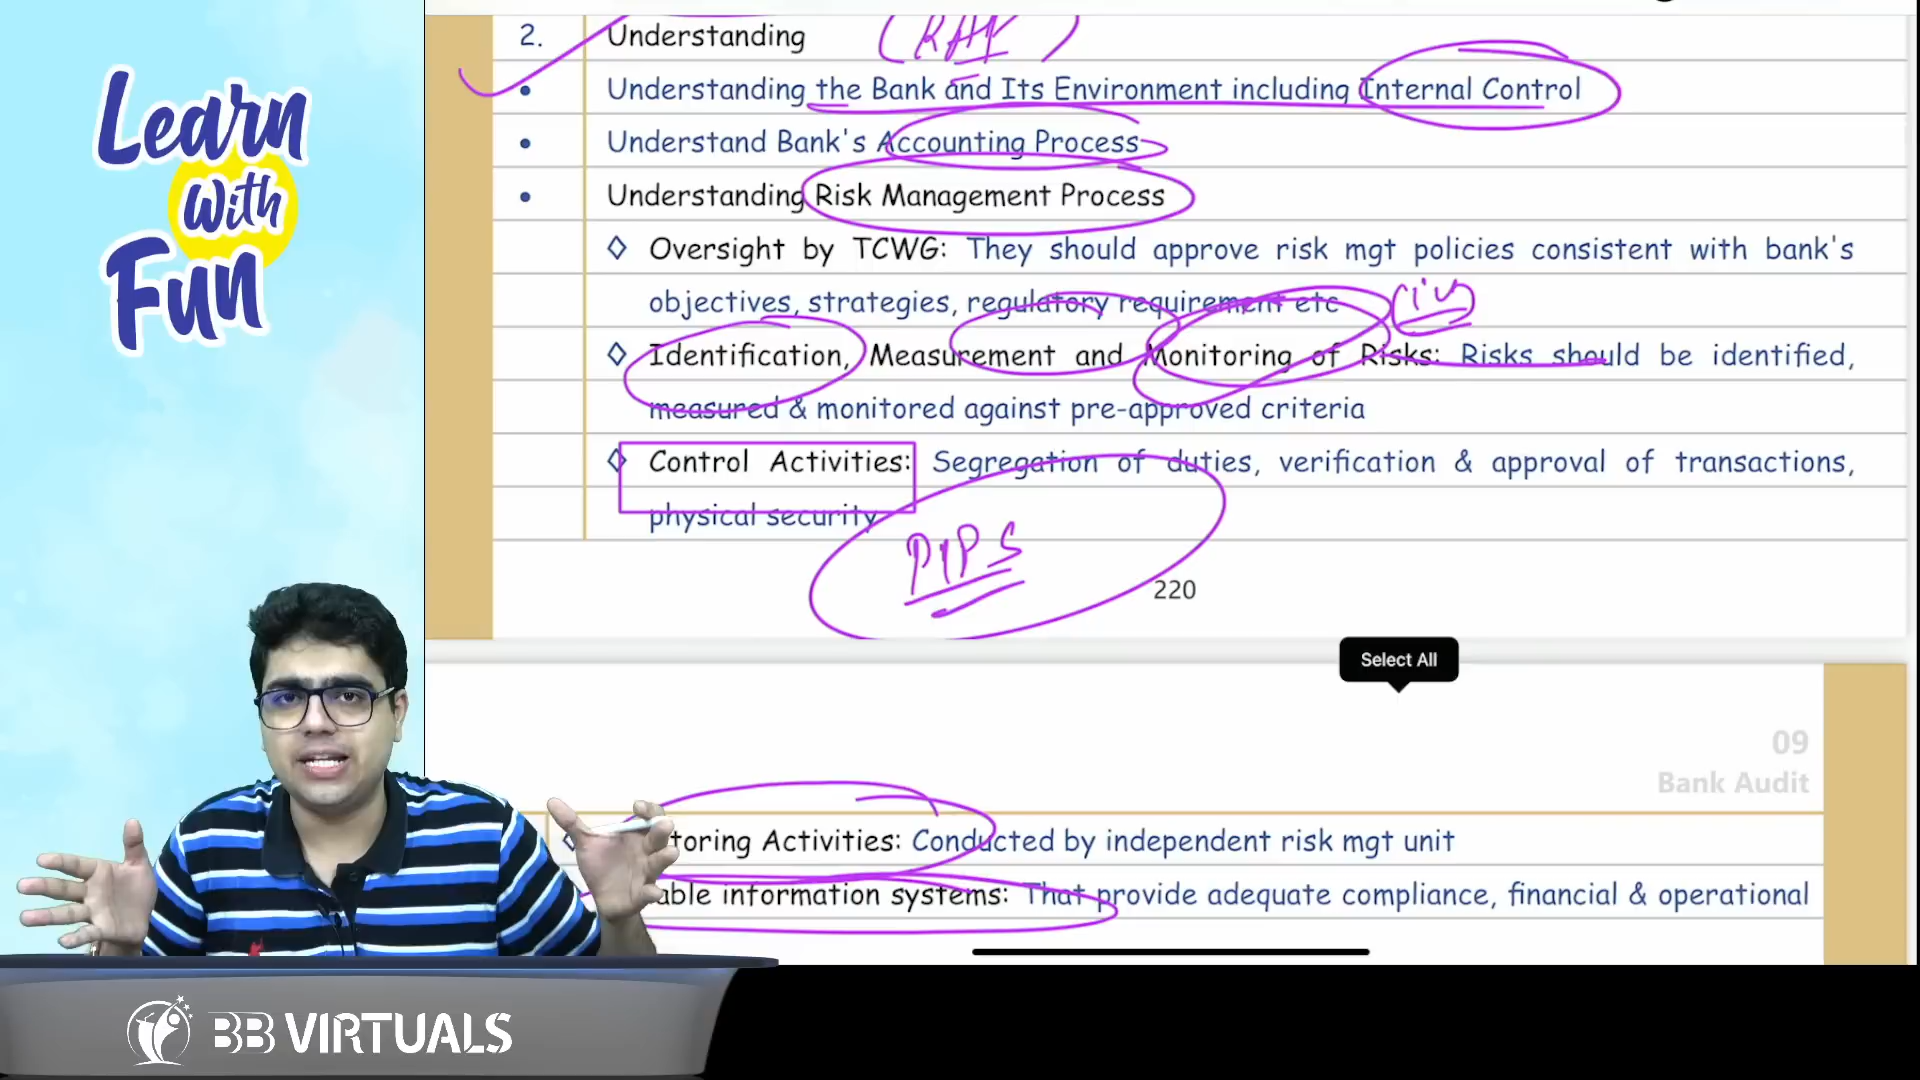 Learn
with
Fun
2. Understanding (RAP)
• Understanding the Bank and Its Environment including Internal Control
• Understand Bank's Accounting Process
• Understanding Risk Management Process
◊ Oversight by TCWG: They should approve risk mgt policies consistent with bank's
objectives, strategies, regulatory requirement etc
◊ Identification, Measurement and Monitoring of Risks: Risks should be identified,
measured & monitored against pre-approved criteria
◊ Control Activities: Segregation of duties, verification & approval of transactions,
physical security
220
Select All
09
Bank Audit
toring Activities: Conducted by independent risk mgt unit
able information systems: That provide adequate compliance, financial & operational
BB VIRTUALS